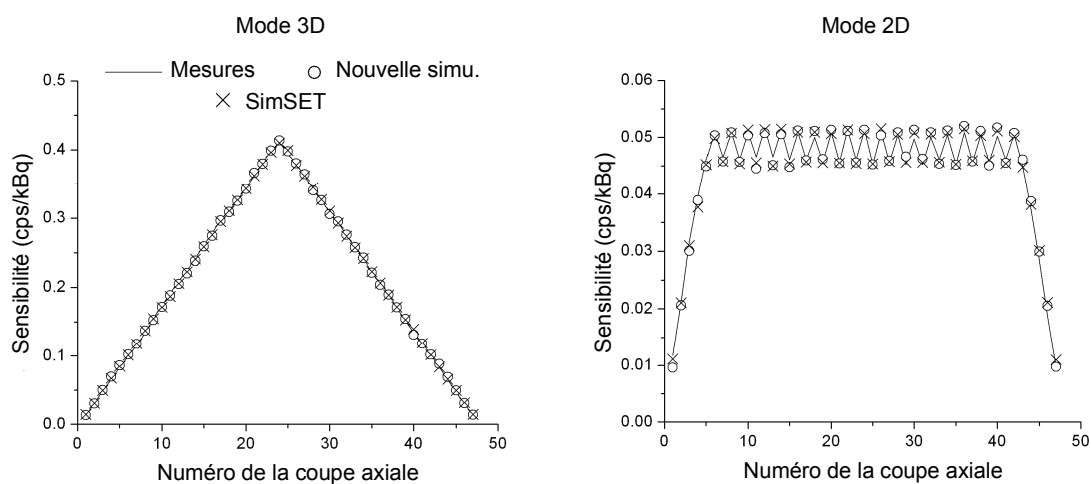 Mode 3D
Mesures
Nouvelle simu.
SimSET
0.5
0.4
0.3
0.2
0.1
0.0
Sensibilité (cps/kBq)
0 10 20 30 40 50
Numéro de la coupe axiale
Mode 2D
0.06
0.05
0.04
0.03
0.02
0.01
0.00
Sensibilité (cps/kBq)
0 10 20 30 40 50
Numéro de la coupe axiale